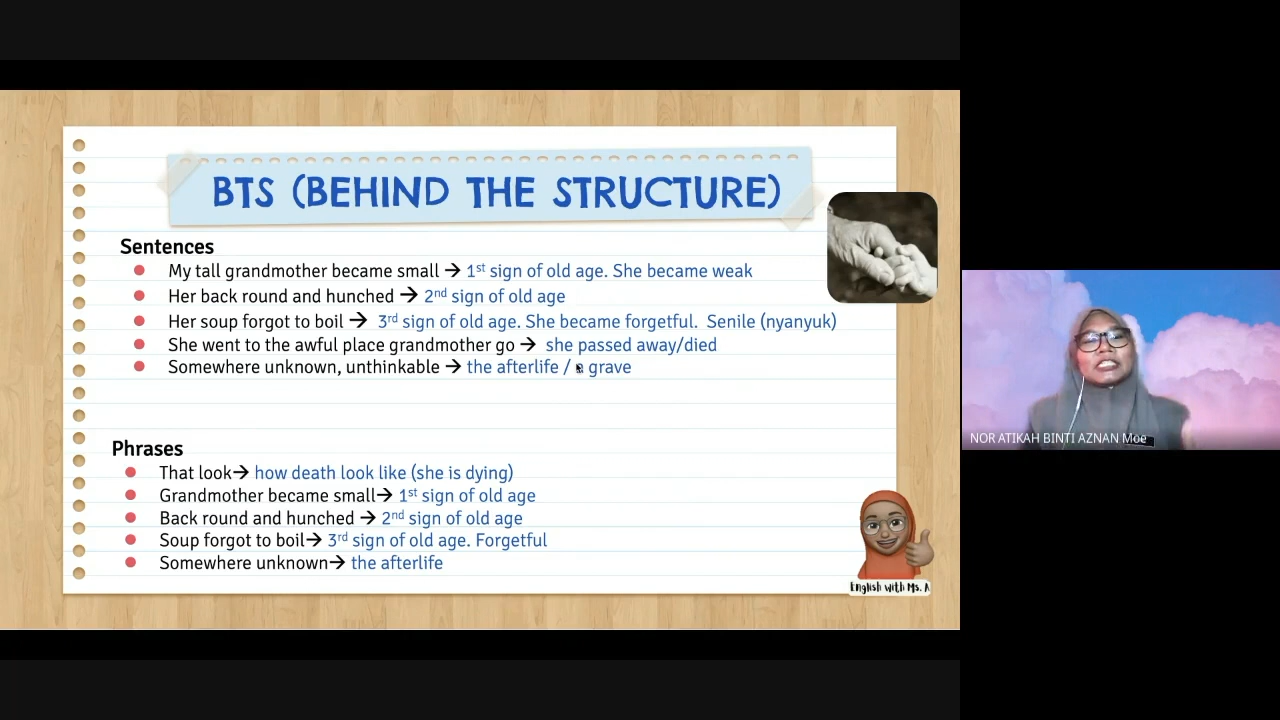 BTS (BEHIND THE STRUCTURE)
Sentences
My tall grandmother became small → 1st sign of old age. She became weak
Her back round and hunched → 2nd sign of old age
Her soup forgot to boil → 3rd sign of old age. She became forgetful. Senile (nyanyuk)
She went to the awful place grandmother go → she passed away/died
Somewhere unknown, unthinkable → the afterlife / grave
Phrases
That look→ how death look like (she is dying)
Grandmother became small→ 1st sign of old age
Back round and hunched → 2nd sign of old age
Soup forgot to boil→ 3rd sign of old age. Forgetful
Somewhere unknown→ the afterlife
English with Ms. A
NOR ATIKAH BINTI AZNAN Moe